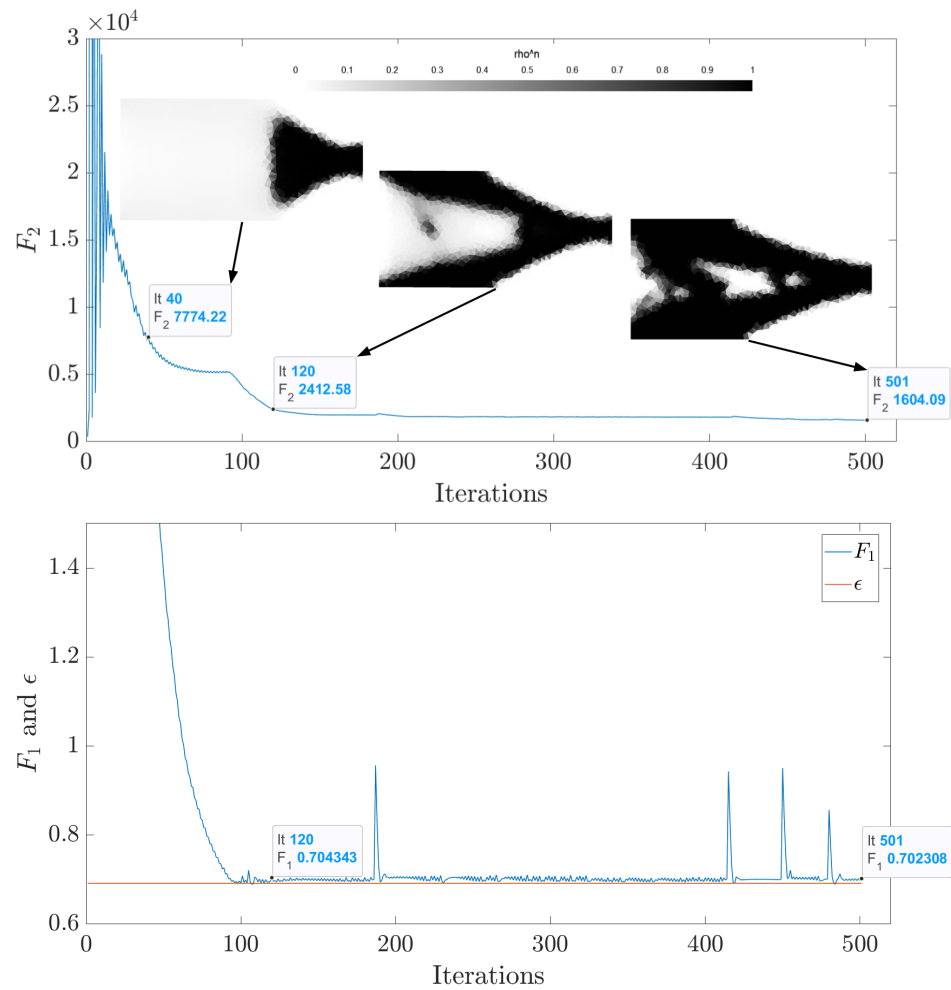 ×10⁴
3
2.5
2
1.5
1
0.5
0
F₂
rho^n
0 0.1 0.2 0.3 0.4 0.5 0.6 0.7 0.8 0.9 1
It 40
F₂ 7774.22
It 120
F₂ 2412.58
It 501
F₂ 1604.09
0 100 200 300 400 500
Iterations
1.4
1.2
1
0.8
0.6
F₁ and ϵ
F₁
ϵ
It 120
F₁ 0.704343
It 501
F₁ 0.702308
0 100 200 300 400 500
Iterations